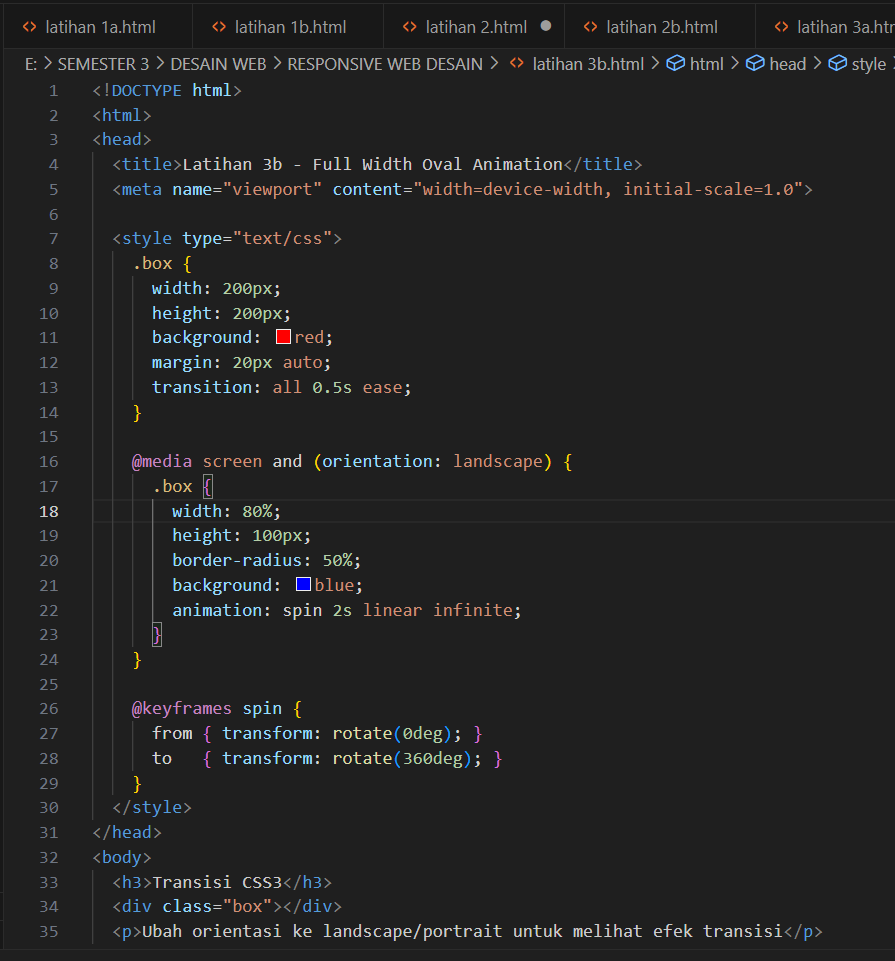 latihan 1a.html latihan 1b.html latihan 2.html latihan 2b.html latihan 3a.htm
E: > SEMESTER 3 > DESAIN WEB > RESPONSIVE WEB DESAIN > latihan 3b.html > html > head > style
1 <!DOCTYPE html>
2 <html>
3 <head>
4 <title>Latihan 3b - Full Width Oval Animation</title>
5 <meta name="viewport" content="width=device-width, initial-scale=1.0">
6
7 <style type="text/css">
8 .box {
9 width: 200px;
10 height: 200px;
11 background: red;
12 margin: 20px auto;
13 transition: all 0.5s ease;
14 }
15
16 @media screen and (orientation: landscape) {
17 .box {
18 width: 80%;
19 height: 100px;
20 border-radius: 50%;
21 background: blue;
22 animation: spin 2s linear infinite;
23 }
24 }
25
26 @keyframes spin {
27 from { transform: rotate(0deg); }
28 to { transform: rotate(360deg); }
29 }
30 </style>
31 </head>
32 <body>
33 <h3>Transisi CSS3</h3>
34 <div class="box"></div>
35 <p>Ubah orientasi ke landscape/portrait untuk melihat efek transisi</p>